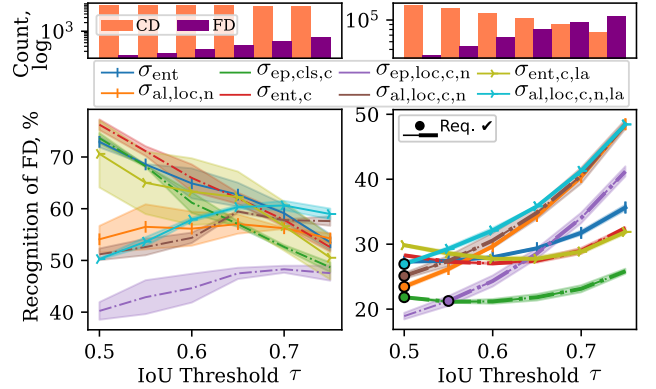 Count, log
10³
CD FD
10⁵
σ_ent σ_ep,cls,c σ_ep,loc,c,n σ_ent,c,la
σ_al,loc,n σ_ent,c σ_al,loc,c,n σ_al,loc,c,n,la
Recognition of FD, %
70
60
50
40
0.5 0.6 0.7
IoU Threshold τ
Req. ✔
50
40
30
20
0.5 0.6 0.7
IoU Threshold τ